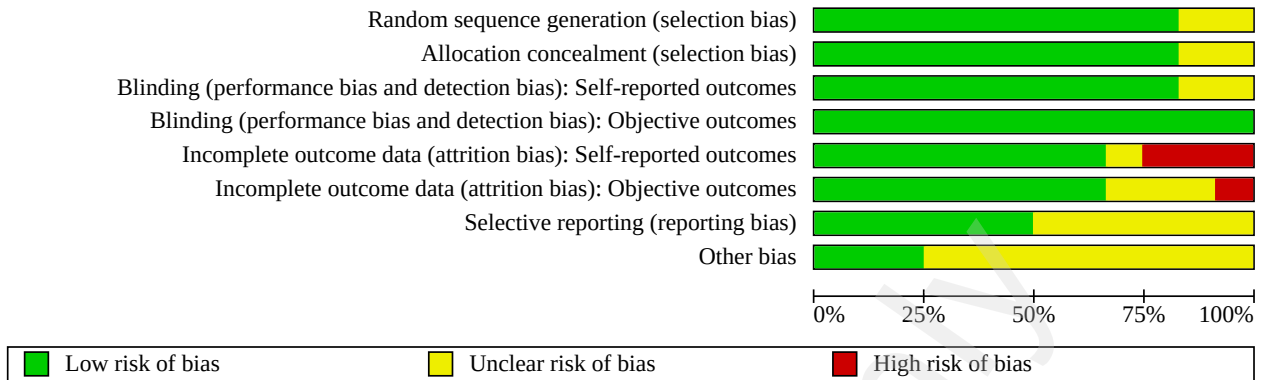 Random sequence generation (selection bias)
Allocation concealment (selection bias)
Blinding (performance bias and detection bias): Self-reported outcomes
Blinding (performance bias and detection bias): Objective outcomes
Incomplete outcome data (attrition bias): Self-reported outcomes
Incomplete outcome data (attrition bias): Objective outcomes
Selective reporting (reporting bias)
Other bias
0% 25% 50% 75% 100%
Low risk of bias Unclear risk of bias High risk of bias